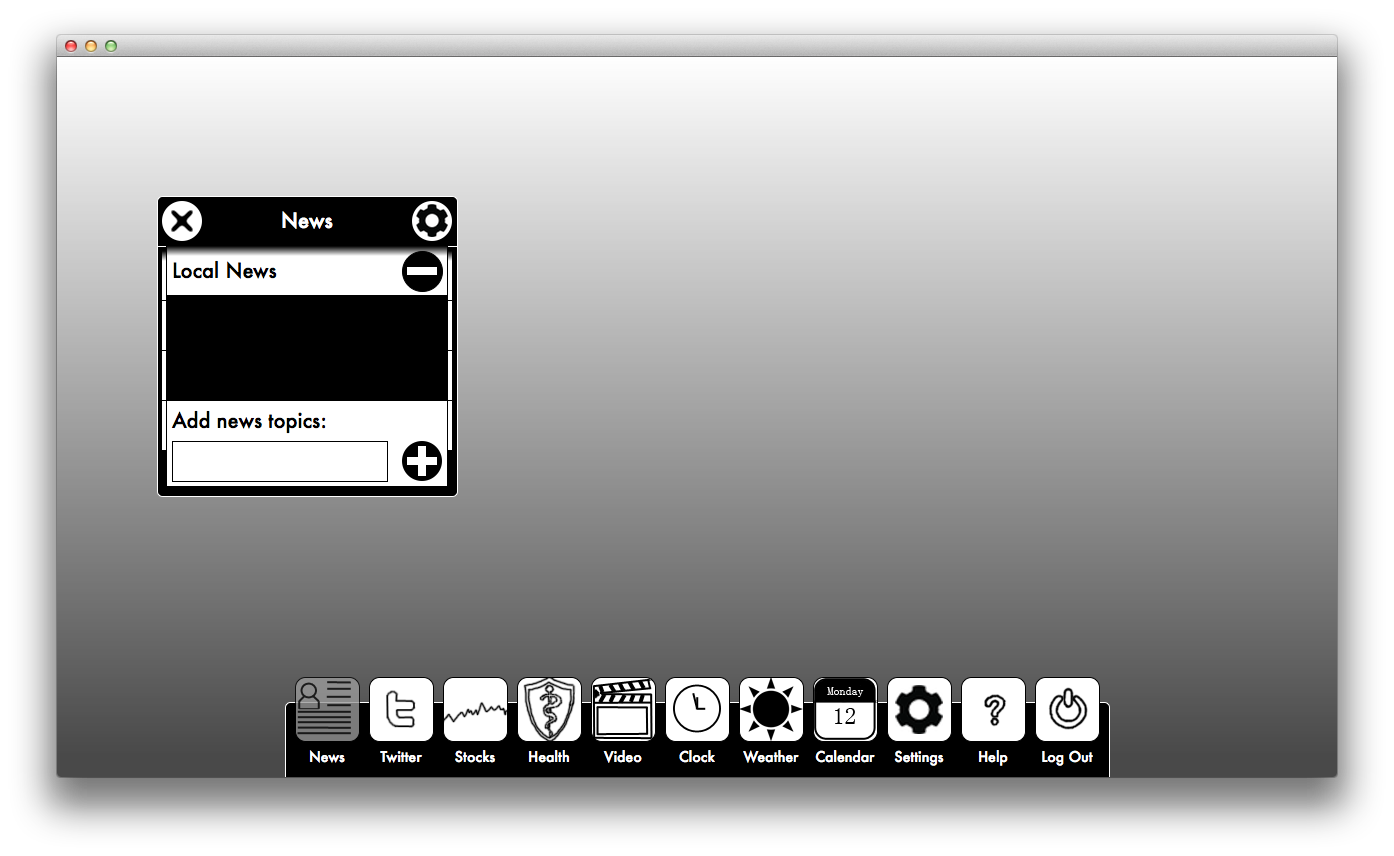 News
Local News
Add news topics:
Monday
12
?
News Twitter Stocks Health Video Clock Weather Calendar Settings Help Log Out